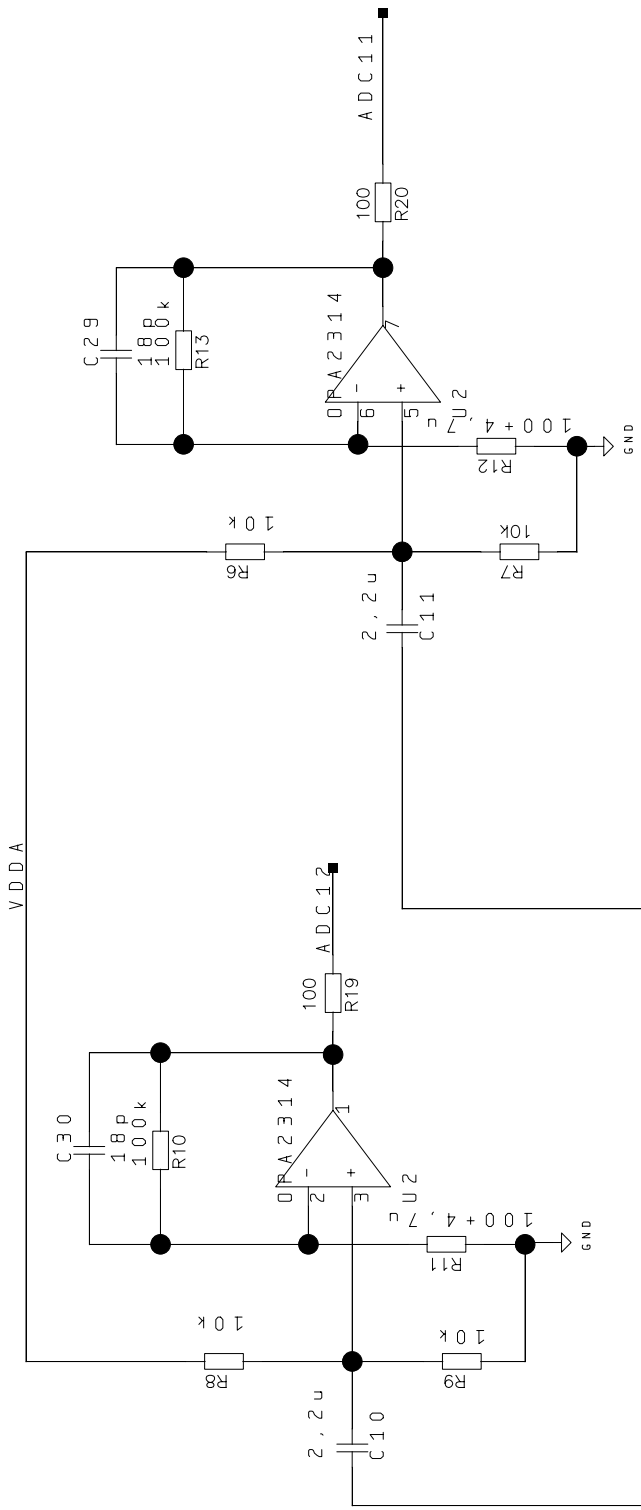 ADC11
100
R20
C29
18p
100k
R13
OPA2314
7
-
+
6
5
U2
100+4,7u
R12
GND
10k
R6
10k
R7
2,2u
C11
VDDA
ADC12
100
R19
C30
18p
100k
R10
OPA2314
1
-
+
2
3
U2
100+4,7u
R11
GND
10k
R8
10k
R9
2,2u
C10